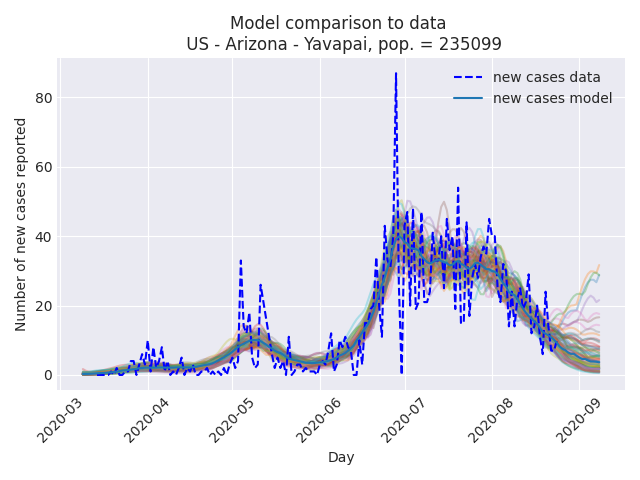 Model comparison to data
US - Arizona - Yavapai, pop. = 235099
new cases data
new cases model
Number of new cases reported
80
60
40
20
0
2020-03
2020-04
2020-05
2020-06
2020-07
2020-08
2020-09
Day